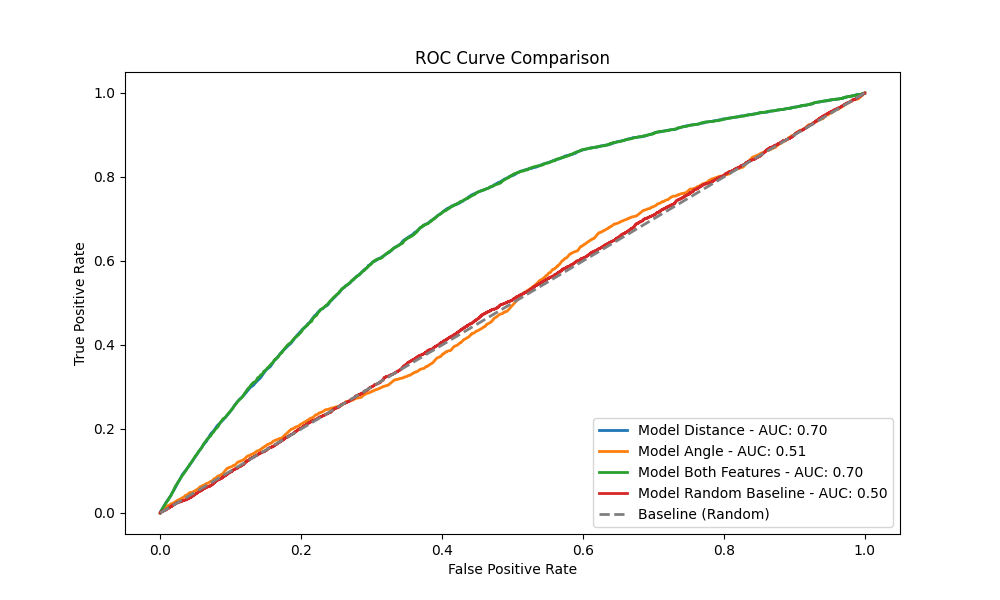 ROC Curve Comparison
True Positive Rate
1.0
0.8
0.6
0.4
0.2
0.0
Model Distance - AUC: 0.70
Model Angle - AUC: 0.51
Model Both Features - AUC: 0.70
Model Random Baseline - AUC: 0.50
Baseline (Random)
0.0 0.2 0.4 0.6 0.8 1.0
False Positive Rate